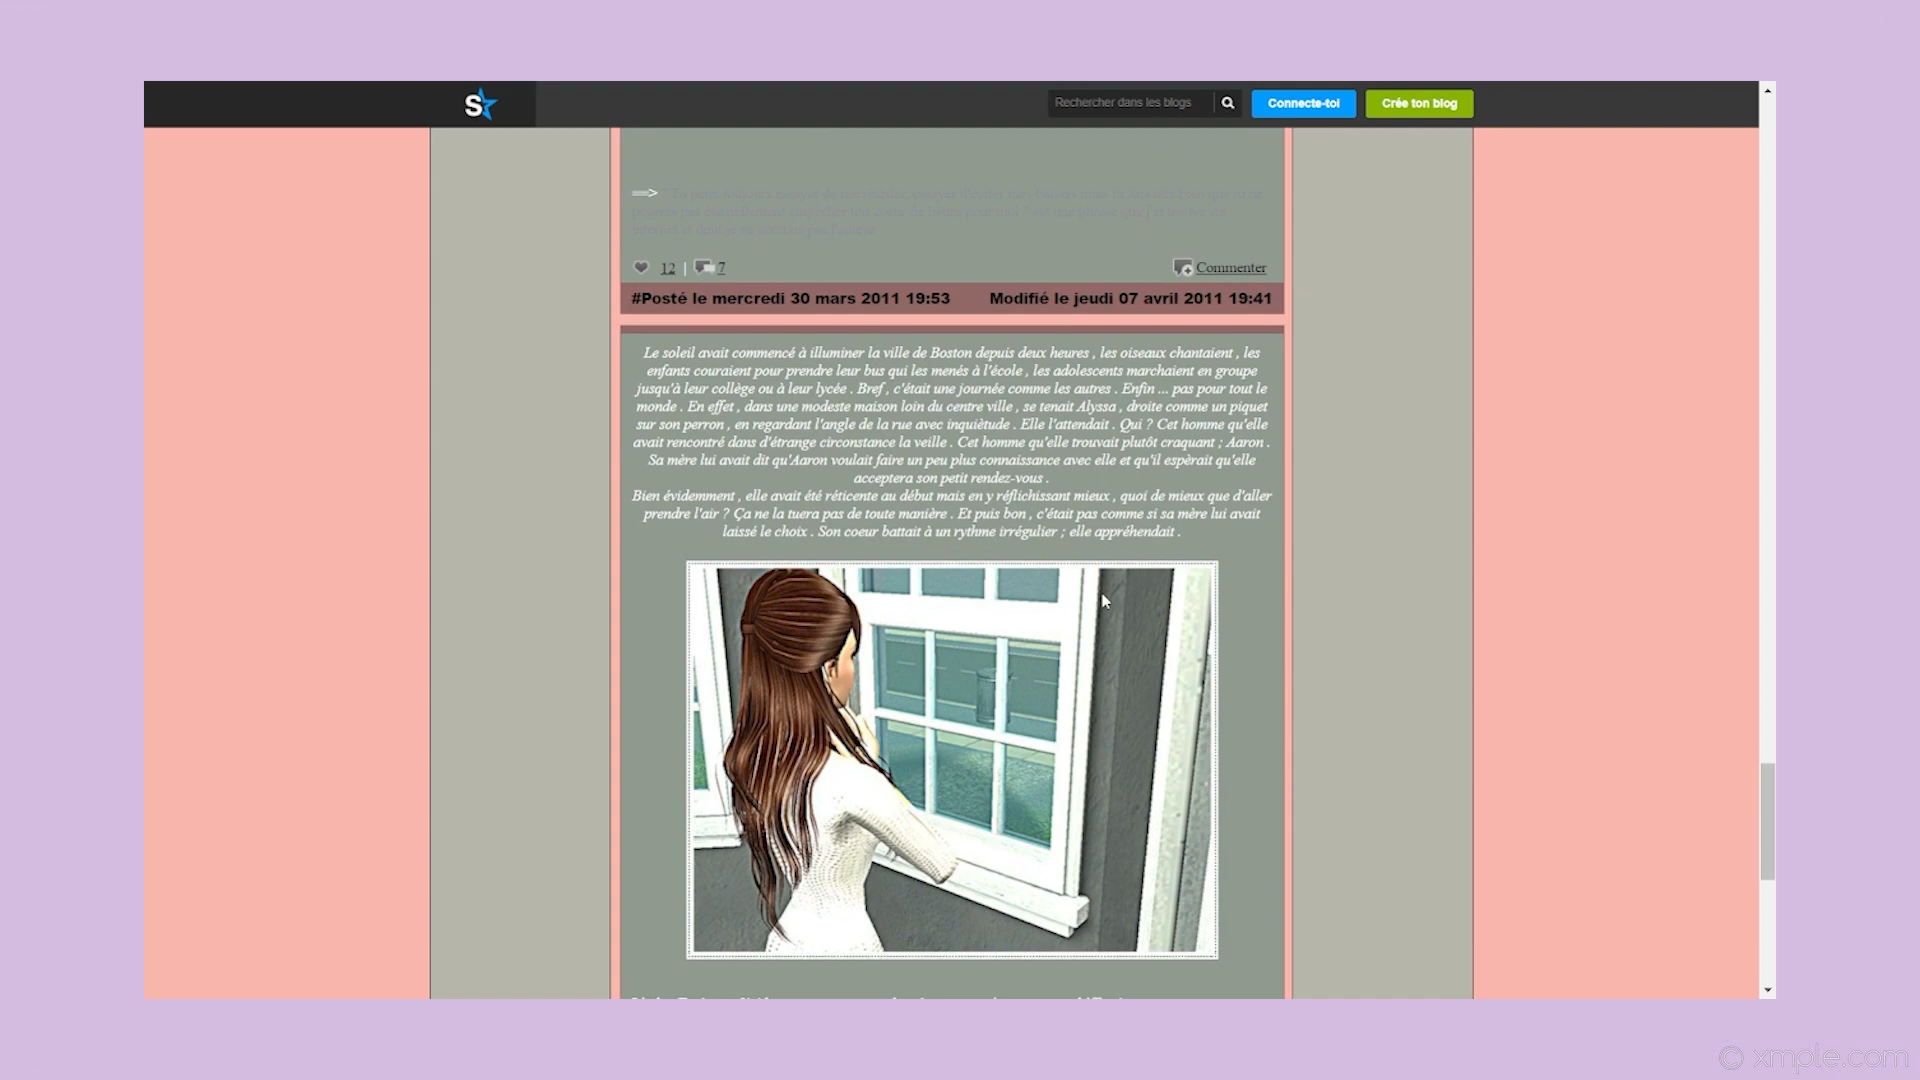 S
Rechercher dans les blogs
Connecte-toi
Crée ton blog
==>
12 | 7
Commenter
#Posté le mercredi 30 mars 2011 19:53
Modifié le jeudi 07 avril 2011 19:41
Le soleil avait commencé à illuminer la ville de Boston depuis deux heures , les oiseaux chantaient , les
enfants couraient pour prendre leur bus qui les menés à l'école , les adolescents marchaient en groupe
jusqu'à leur collège ou à leur lycée . Bref , c'était une journée comme les autres . Enfin ... pas pour tout le
monde . En effet , dans une modeste maison loin du centre ville , se tenait Alyssa , droite comme un piquet
sur son perron , en regardant l'angle de la rue avec inquiètude . Elle l'attendait . Qui ? Cet homme qu'elle
avait rencontré dans d'étrange circonstance la veille . Cet homme qu'elle trouvait plutôt craquant ; Aaron .
Sa mère lui avait dit qu'Aaron voulait faire un peu plus connaissance avec elle et qu'il espèrait qu'elle
acceptera son petit rendez-vous .
Bien évidemment , elle avait été réticente au début mais en y réflichissant mieux , quoi de mieux que d'aller
prendre l'air ? Ça ne la tuera pas de toute manière . Et puis bon , c'était pas comme si sa mère lui avait
laissé le choix . Son coeur battait à un rythme irrégulier ; elle appréhendait .
© xmple.com